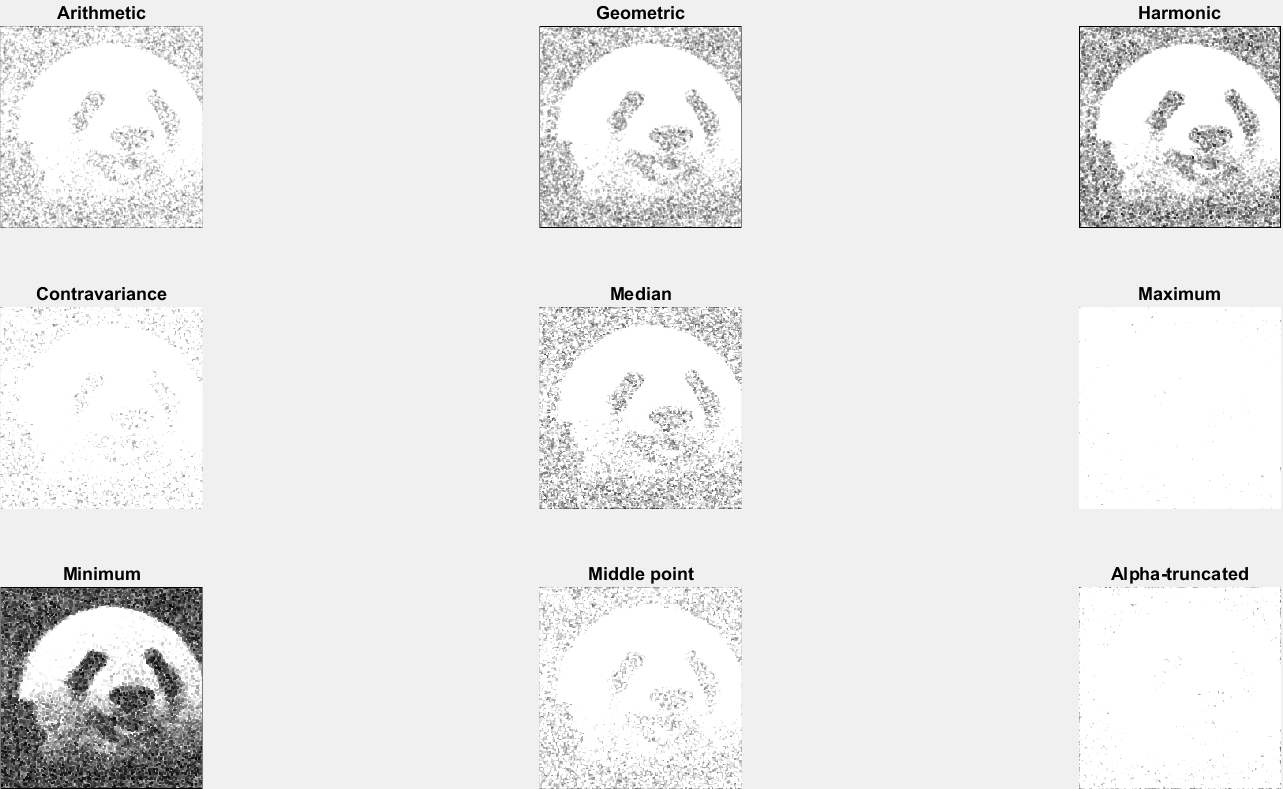 Arithmetic
Geometric
Harmonic
Contravariance
Median
Maximum
Minimum
Middle point
Alpha-truncated